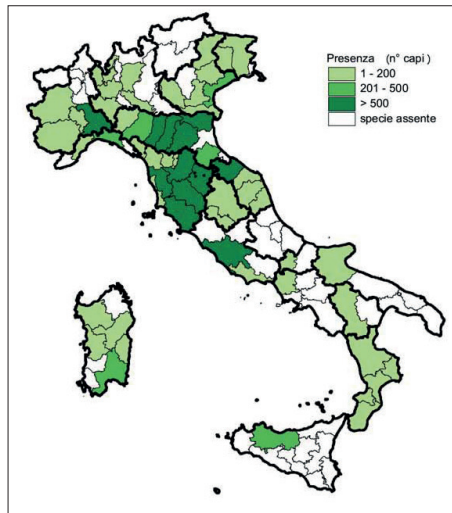 Presenza (n° capi )
1 - 200
201 - 500
> 500
specie assente